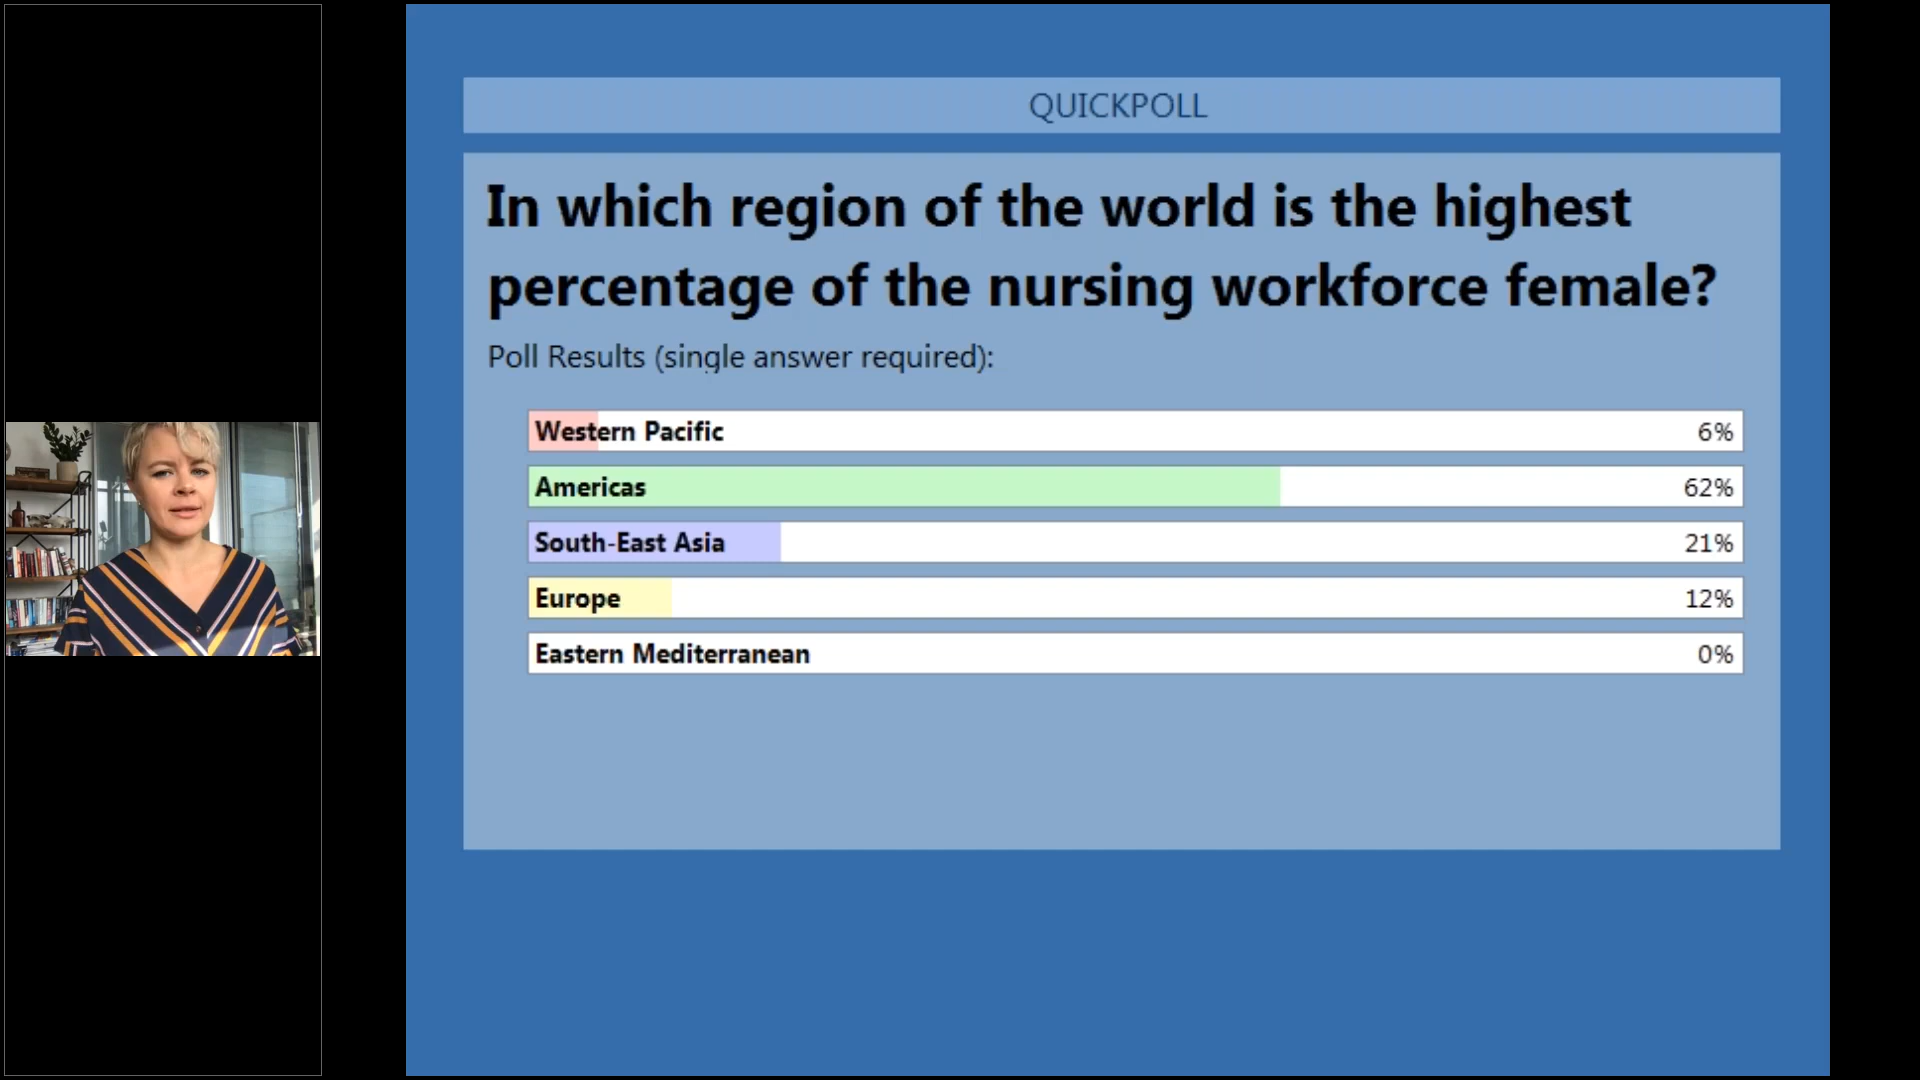 QUICKPOLL
In which region of the world is the highest
percentage of the nursing workforce female?
Poll Results (single answer required):
Western Pacific 6%
Americas 62%
South-East Asia 21%
Europe 12%
Eastern Mediterranean 0%